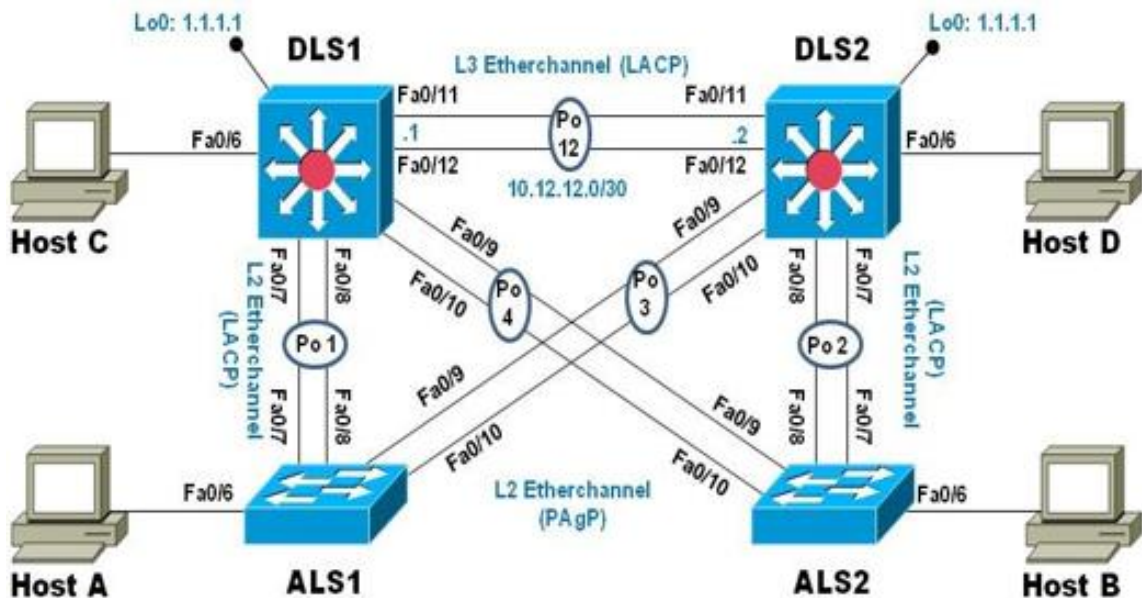 Lo0: 1.1.1.1
Lo0: 1.1.1.1
DLS1
DLS2
L3 Etherchannel (LACP)
Fa0/11
Fa0/11
Fa0/6
Po
12
Fa0/6
.1
.2
Fa0/12
Fa0/12
10.12.12.0/30
Host C
Host D
Fa0/9
Fa0/9
Fa0/7
Fa0/8
Fa0/10
Po
4
Po
3
Fa0/10
Fa0/8
Fa0/7
L2 Etherchannel
(LACP)
Po 1
Po 2
L2 Etherchannel
(LACP)
Fa0/7
Fa0/8
Fa0/9
Fa0/10
Fa0/9
Fa0/10
Fa0/8
Fa0/7
Fa0/6
L2 Etherchannel
(PAgP)
Fa0/6
Host A
ALS1
ALS2
Host B